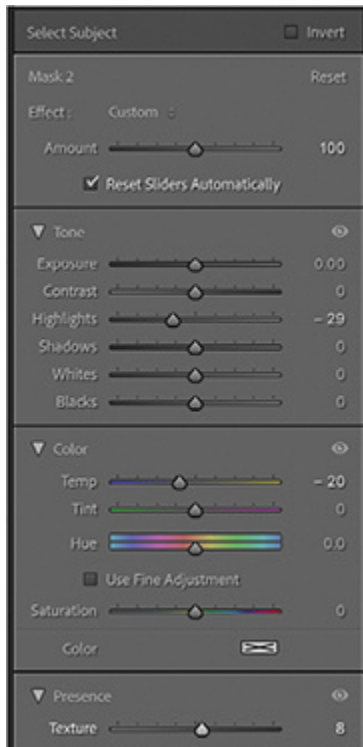 Select Subject Invert
Mask 2 Reset
Effect : Custom
Amount 100
Reset Sliders Automatically
Tone
Exposure 0.00
Contrast 0
Highlights – 29
Shadows 0
Whites 0
Blacks 0
Color
Temp – 20
Tint 0
Hue 0.0
Use Fine Adjustment
Saturation 0
Color
Presence
Texture 8